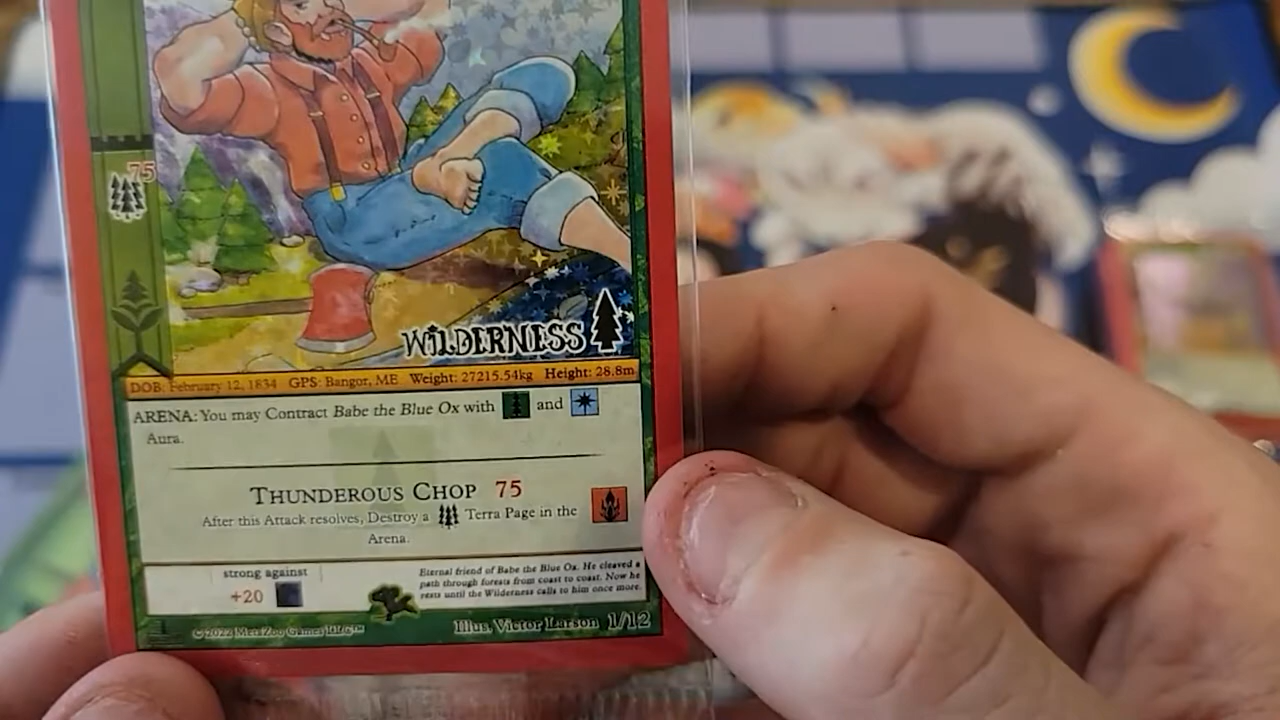 75
WILDERNESS
DOB: February 12, 1834 GPS: Bangor, ME Weight: 27215.54kg Height: 28.8m
ARENA: You may Contract Babe the Blue Ox with and
Aura.
THUNDEROUS CHOP 75
After this Attack resolves, Destroy a Terra Page in the
Arena.
strong against
+20
Eternal friend of Babe the Blue Ox. He cleaved a
path through forests from coast to coast. Now he
rests until the Wilderness calls to him once more.
© 2022 MetaZoo Games LLC™
Illus. Victor Larson 1/12